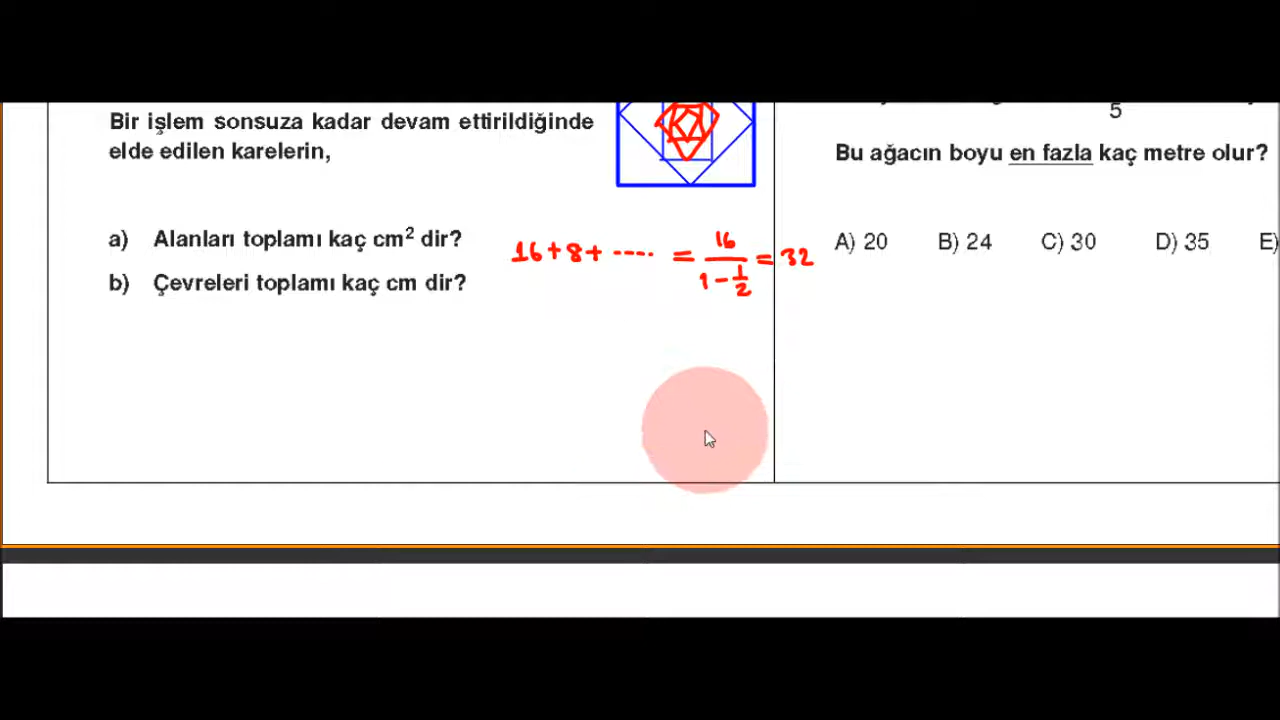 Bir işlem sonsuza kadar devam ettirildiğinde
elde edilen karelerin,
a) Alanları toplamı kaç cm² dir?
16+8+ ..... = 16 / (1 - 1/2) = 32
b) Çevreleri toplamı kaç cm dir?
5
Bu ağacın boyu en fazla kaç metre olur?
A) 20 B) 24 C) 30 D) 35 E)